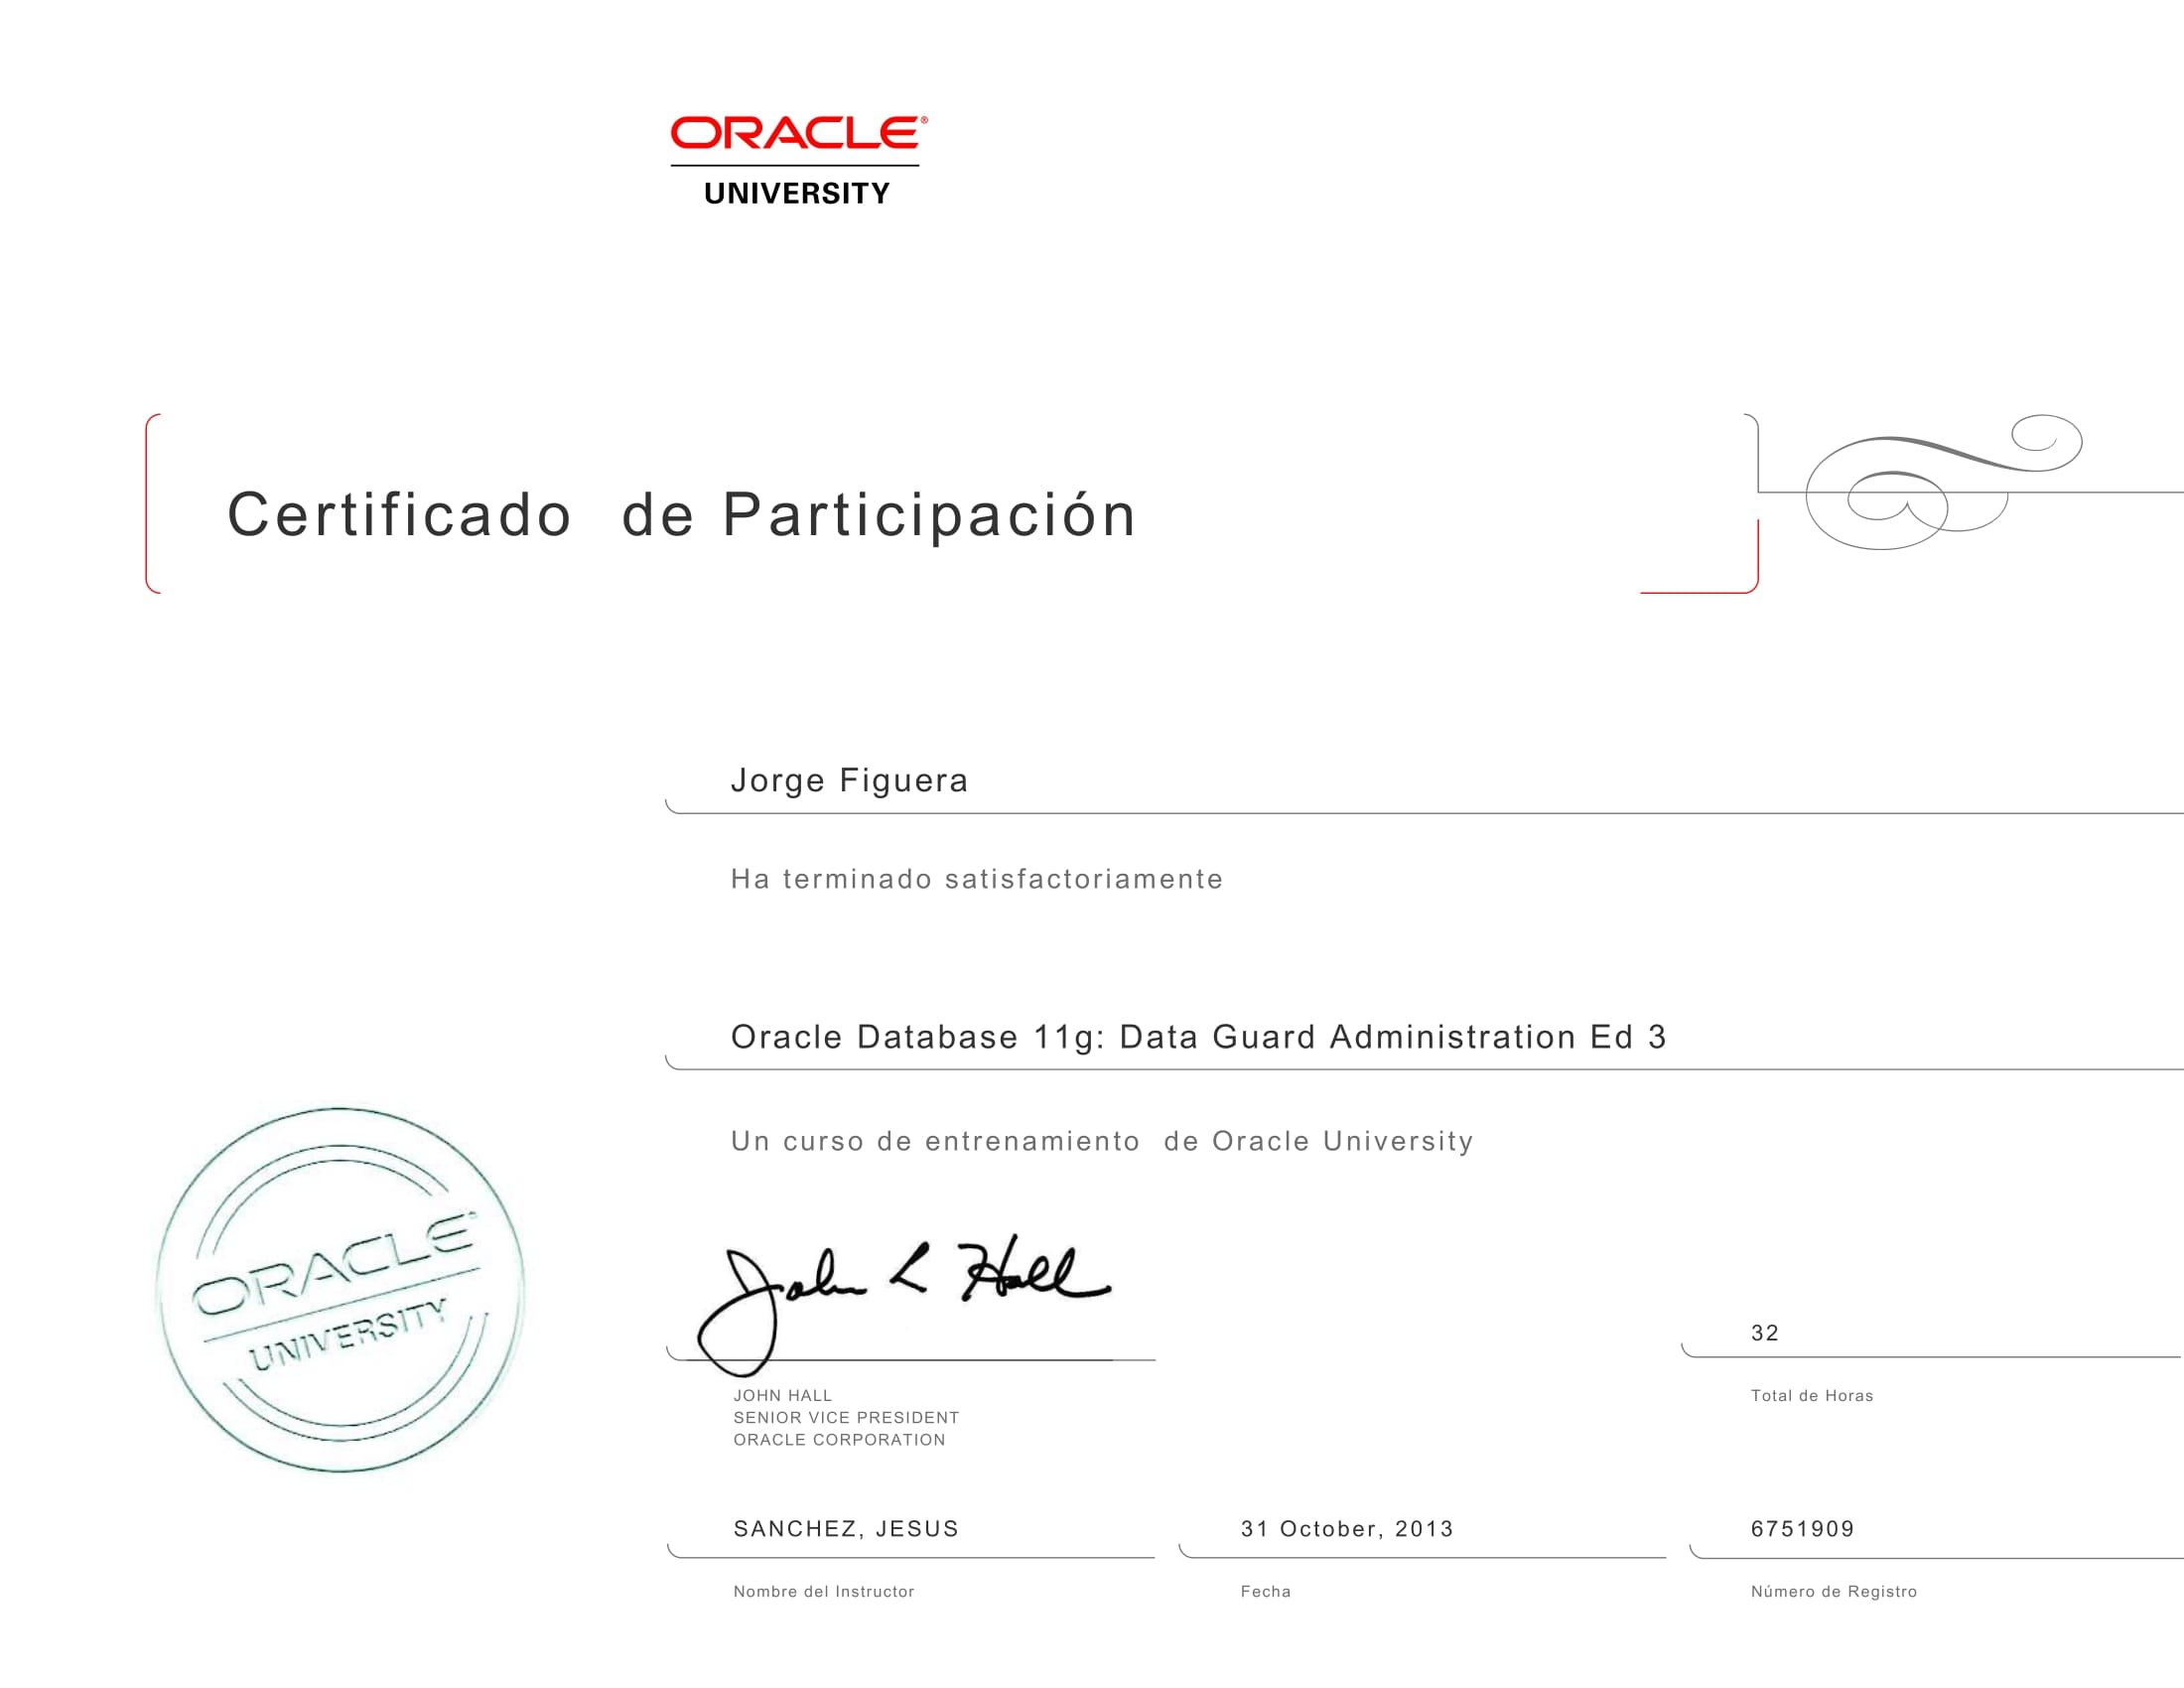 ORACLE®
UNIVERSITY
Certificado de Participación
Jorge Figuera
Ha terminado satisfactoriamente
Oracle Database 11g: Data Guard Administration Ed 3
Un curso de entrenamiento de Oracle University
ORACLE
UNIVERSITY
John L Hall
32
JOHN HALL
SENIOR VICE PRESIDENT
ORACLE CORPORATION
Total de Horas
SANCHEZ, JESUS
31 October, 2013
6751909
Nombre del Instructor
Fecha
Número de Registro